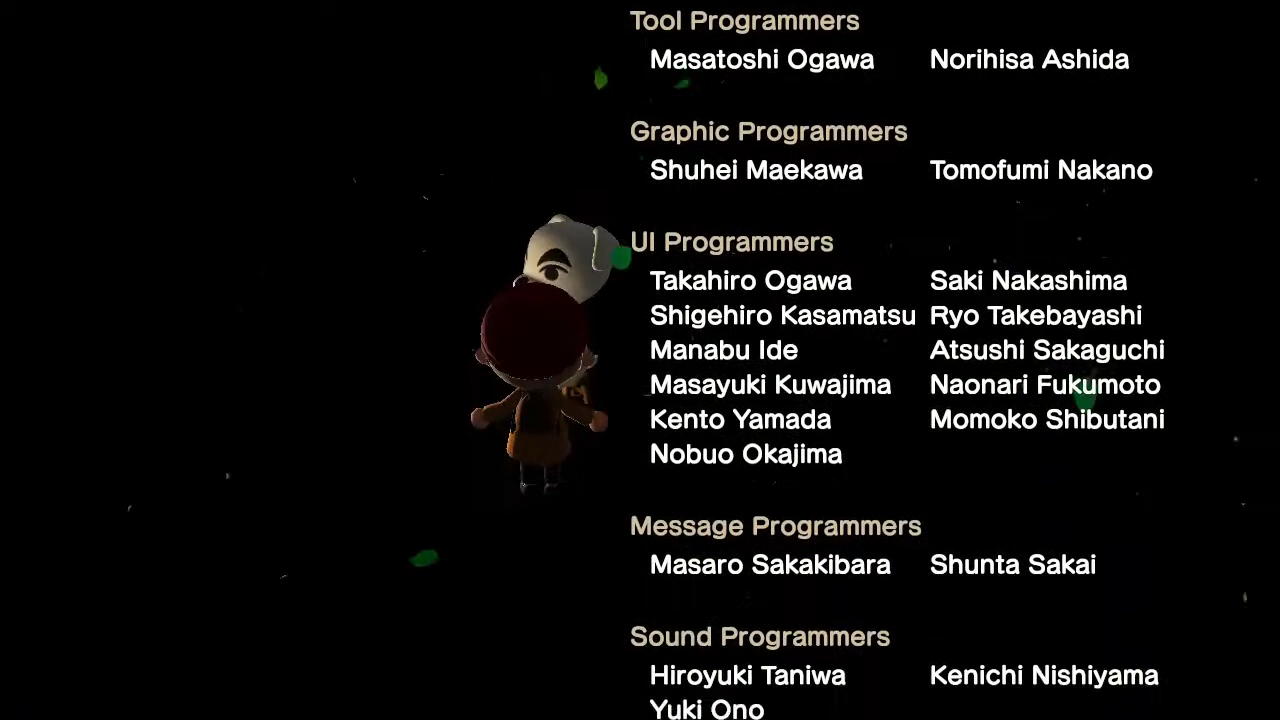 Tool Programmers
Masatoshi Ogawa Norihisa Ashida
Graphic Programmers
Shuhei Maekawa Tomofumi Nakano
UI Programmers
Takahiro Ogawa Saki Nakashima
Shigehiro Kasamatsu Ryo Takebayashi
Manabu Ide Atsushi Sakaguchi
Masayuki Kuwajima Naonari Fukumoto
Kento Yamada Momoko Shibutani
Nobuo Okajima
Message Programmers
Masaro Sakakibara Shunta Sakai
Sound Programmers
Hiroyuki Taniwa Kenichi Nishiyama
Yuki Ono